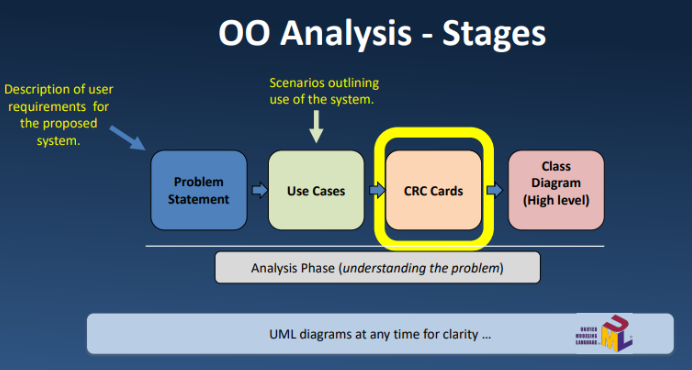 OO Analysis - Stages
Description of user
requirements for
the proposed
system.
Scenarios outlining
use of the system.
Problem
Statement
Use Cases
CRC Cards
Class
Diagram
(High level)
Analysis Phase (understanding the problem)
UML diagrams at any time for clarity ...
UNIFIED
MODELING
LANGUAGE
UML